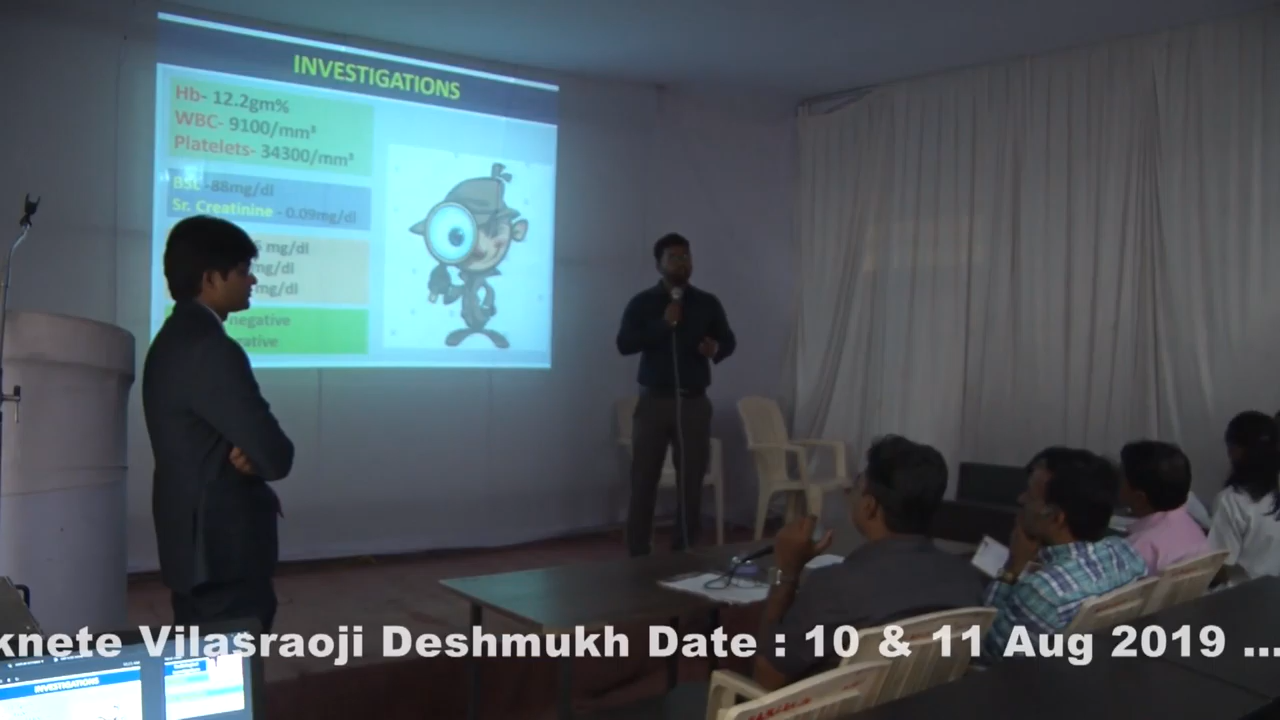 INVESTIGATIONS
Hb- 12.2gm%
WBC- 9100/mm³
Platelets- 34300/mm³
BSL -88mg/dl
Sr. Creatinine - 0.09mg/dl
mg/dl
mg/dl
mg/dl
negative
knete Vilasraoji Deshmukh Date : 10 & 11 Aug 2019 ...
INVESTIGATIONS